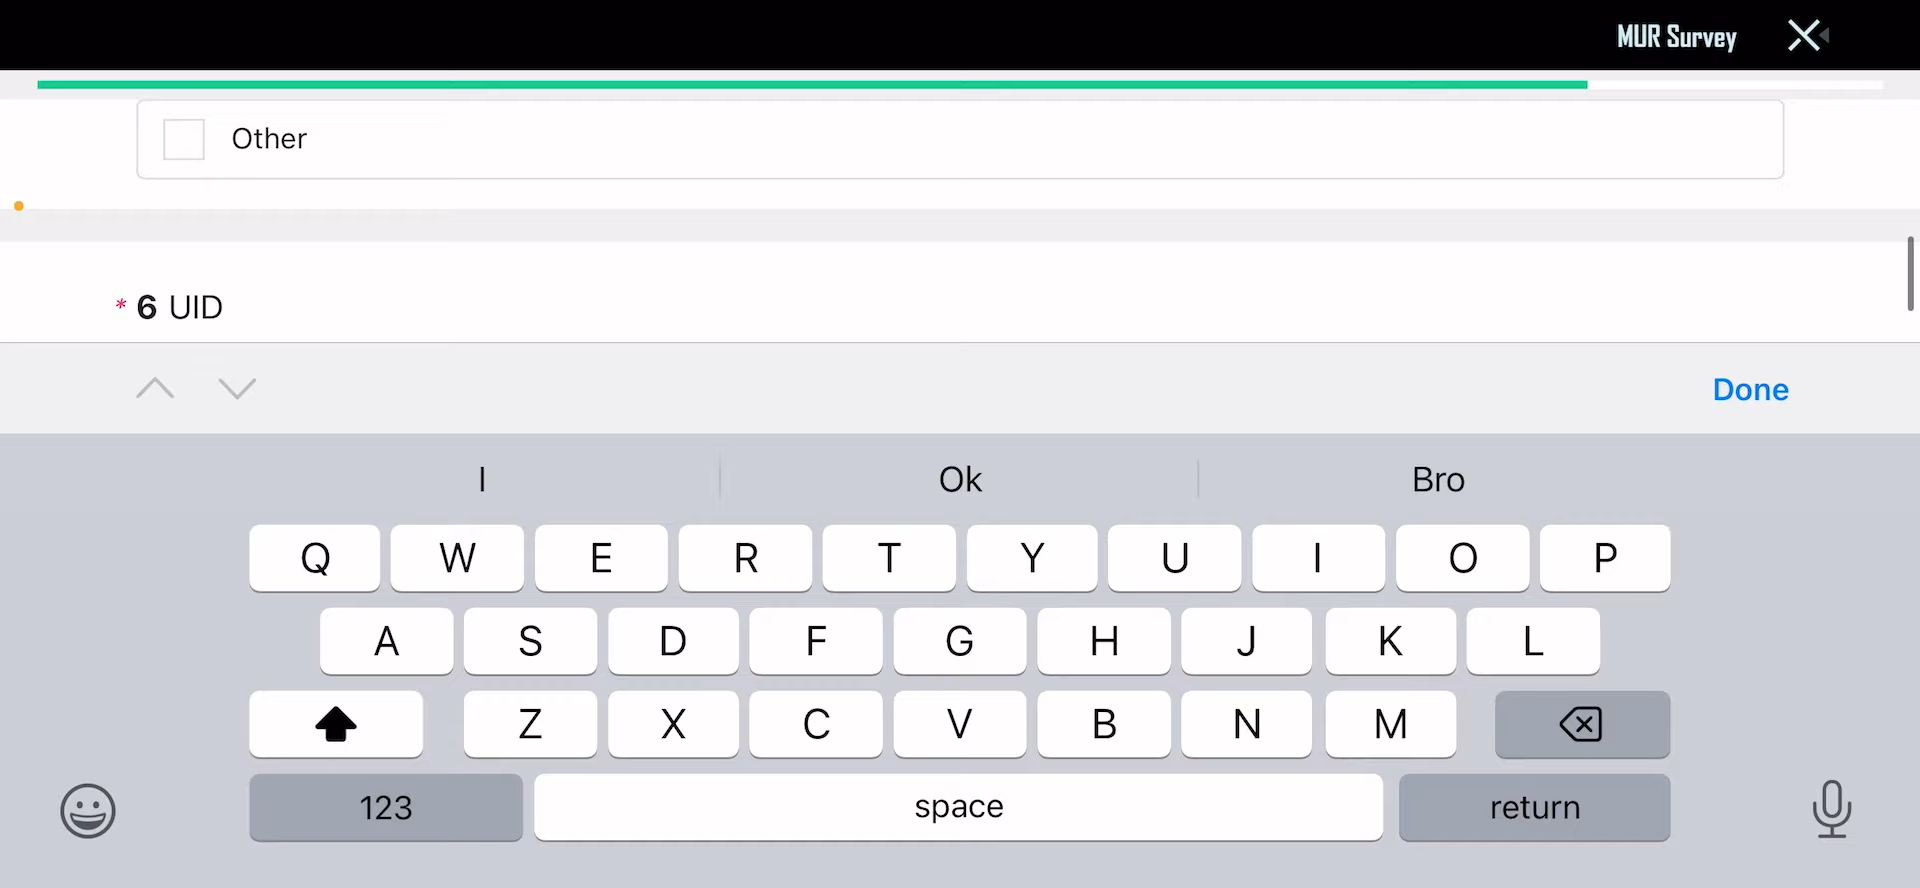 MUR Survey
Other
* 6 UID
Done
I Ok Bro
Q W E R T Y U I O P
A S D F G H J K L
Z X C V B N M
123 space return